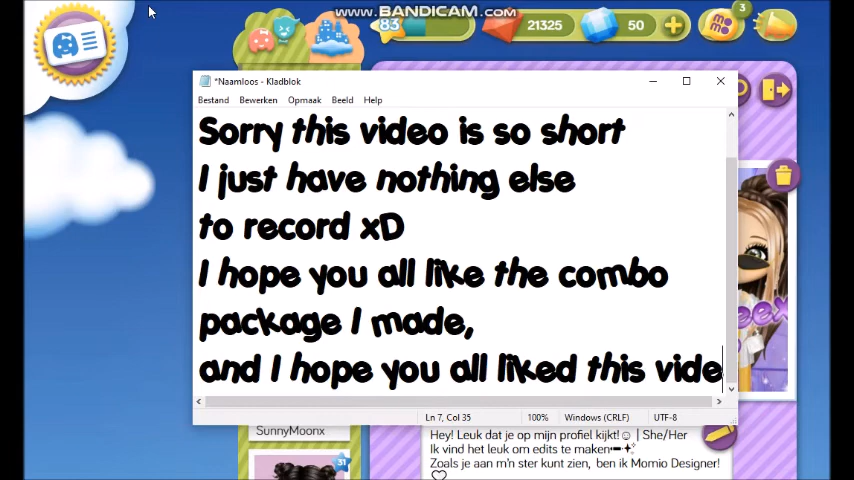 www.BANDICAM.com
83
21325
50
3
*Naamloos - Kladblok
Bestand Bewerken Opmaak Beeld Help
Sorry this video is so short
I just have nothing else
to record xD
I hope you all like the combo
package I made,
and I hope you all liked this vide
Ln 7, Col 35 100% Windows (CRLF) UTF-8
SunnyMoonx
31
Hey! Leuk dat je op mijn profiel kijkt!☺ | She/Her
Ik vind het leuk om edits te maken
Zoals je aan m'n ster kunt zien, ben ik Momio Designer!
♡